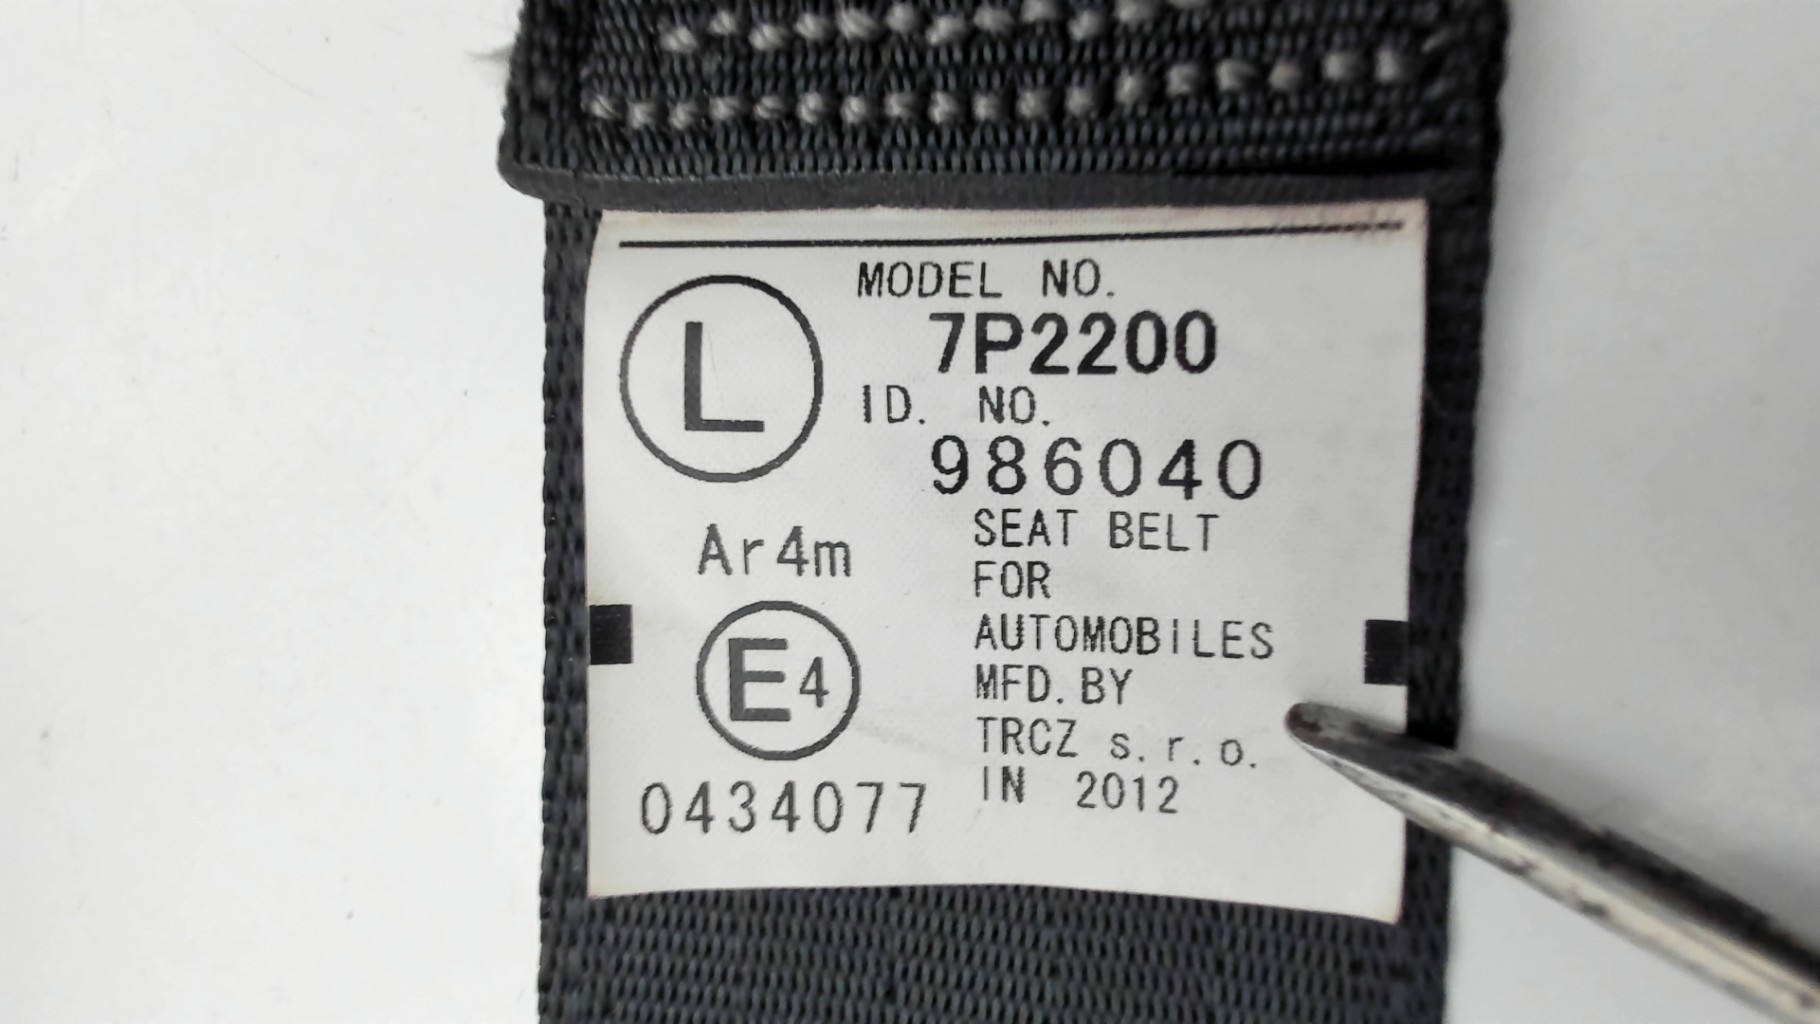 L
MODEL NO.
7P2200
ID. NO.
986040
Ar4m
E4
0434077
SEAT BELT
FOR
AUTOMOBILES
MFD.BY
TRCZ s.r.o.
IN 2012